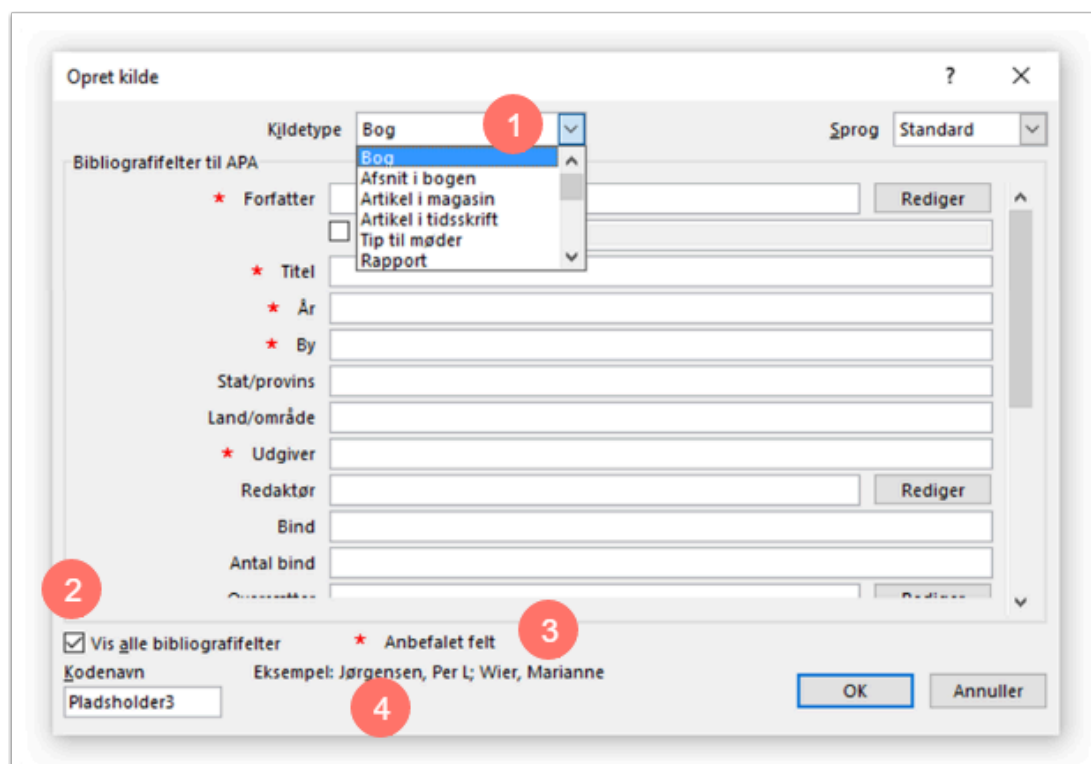 Opret kilde ?
Kildetype Bog 1 Sprog Standard
Bog
Bibliografifelter til APA
Afsnit i bogen
Artikel i magasin
* Forfatter Rediger
Artikel i tidsskrift
Tip til møder
Rapport
* Titel
* År
* By
Stat/provins
Land/område
* Udgiver
Redaktør Rediger
Bind
Antal bind
2
Vis alle bibliografifelter * Anbefalet felt 3
Kodenavn Eksempel: Jørgensen, Per L; Wier, Marianne
Pladsholder3 4 OK Annuller